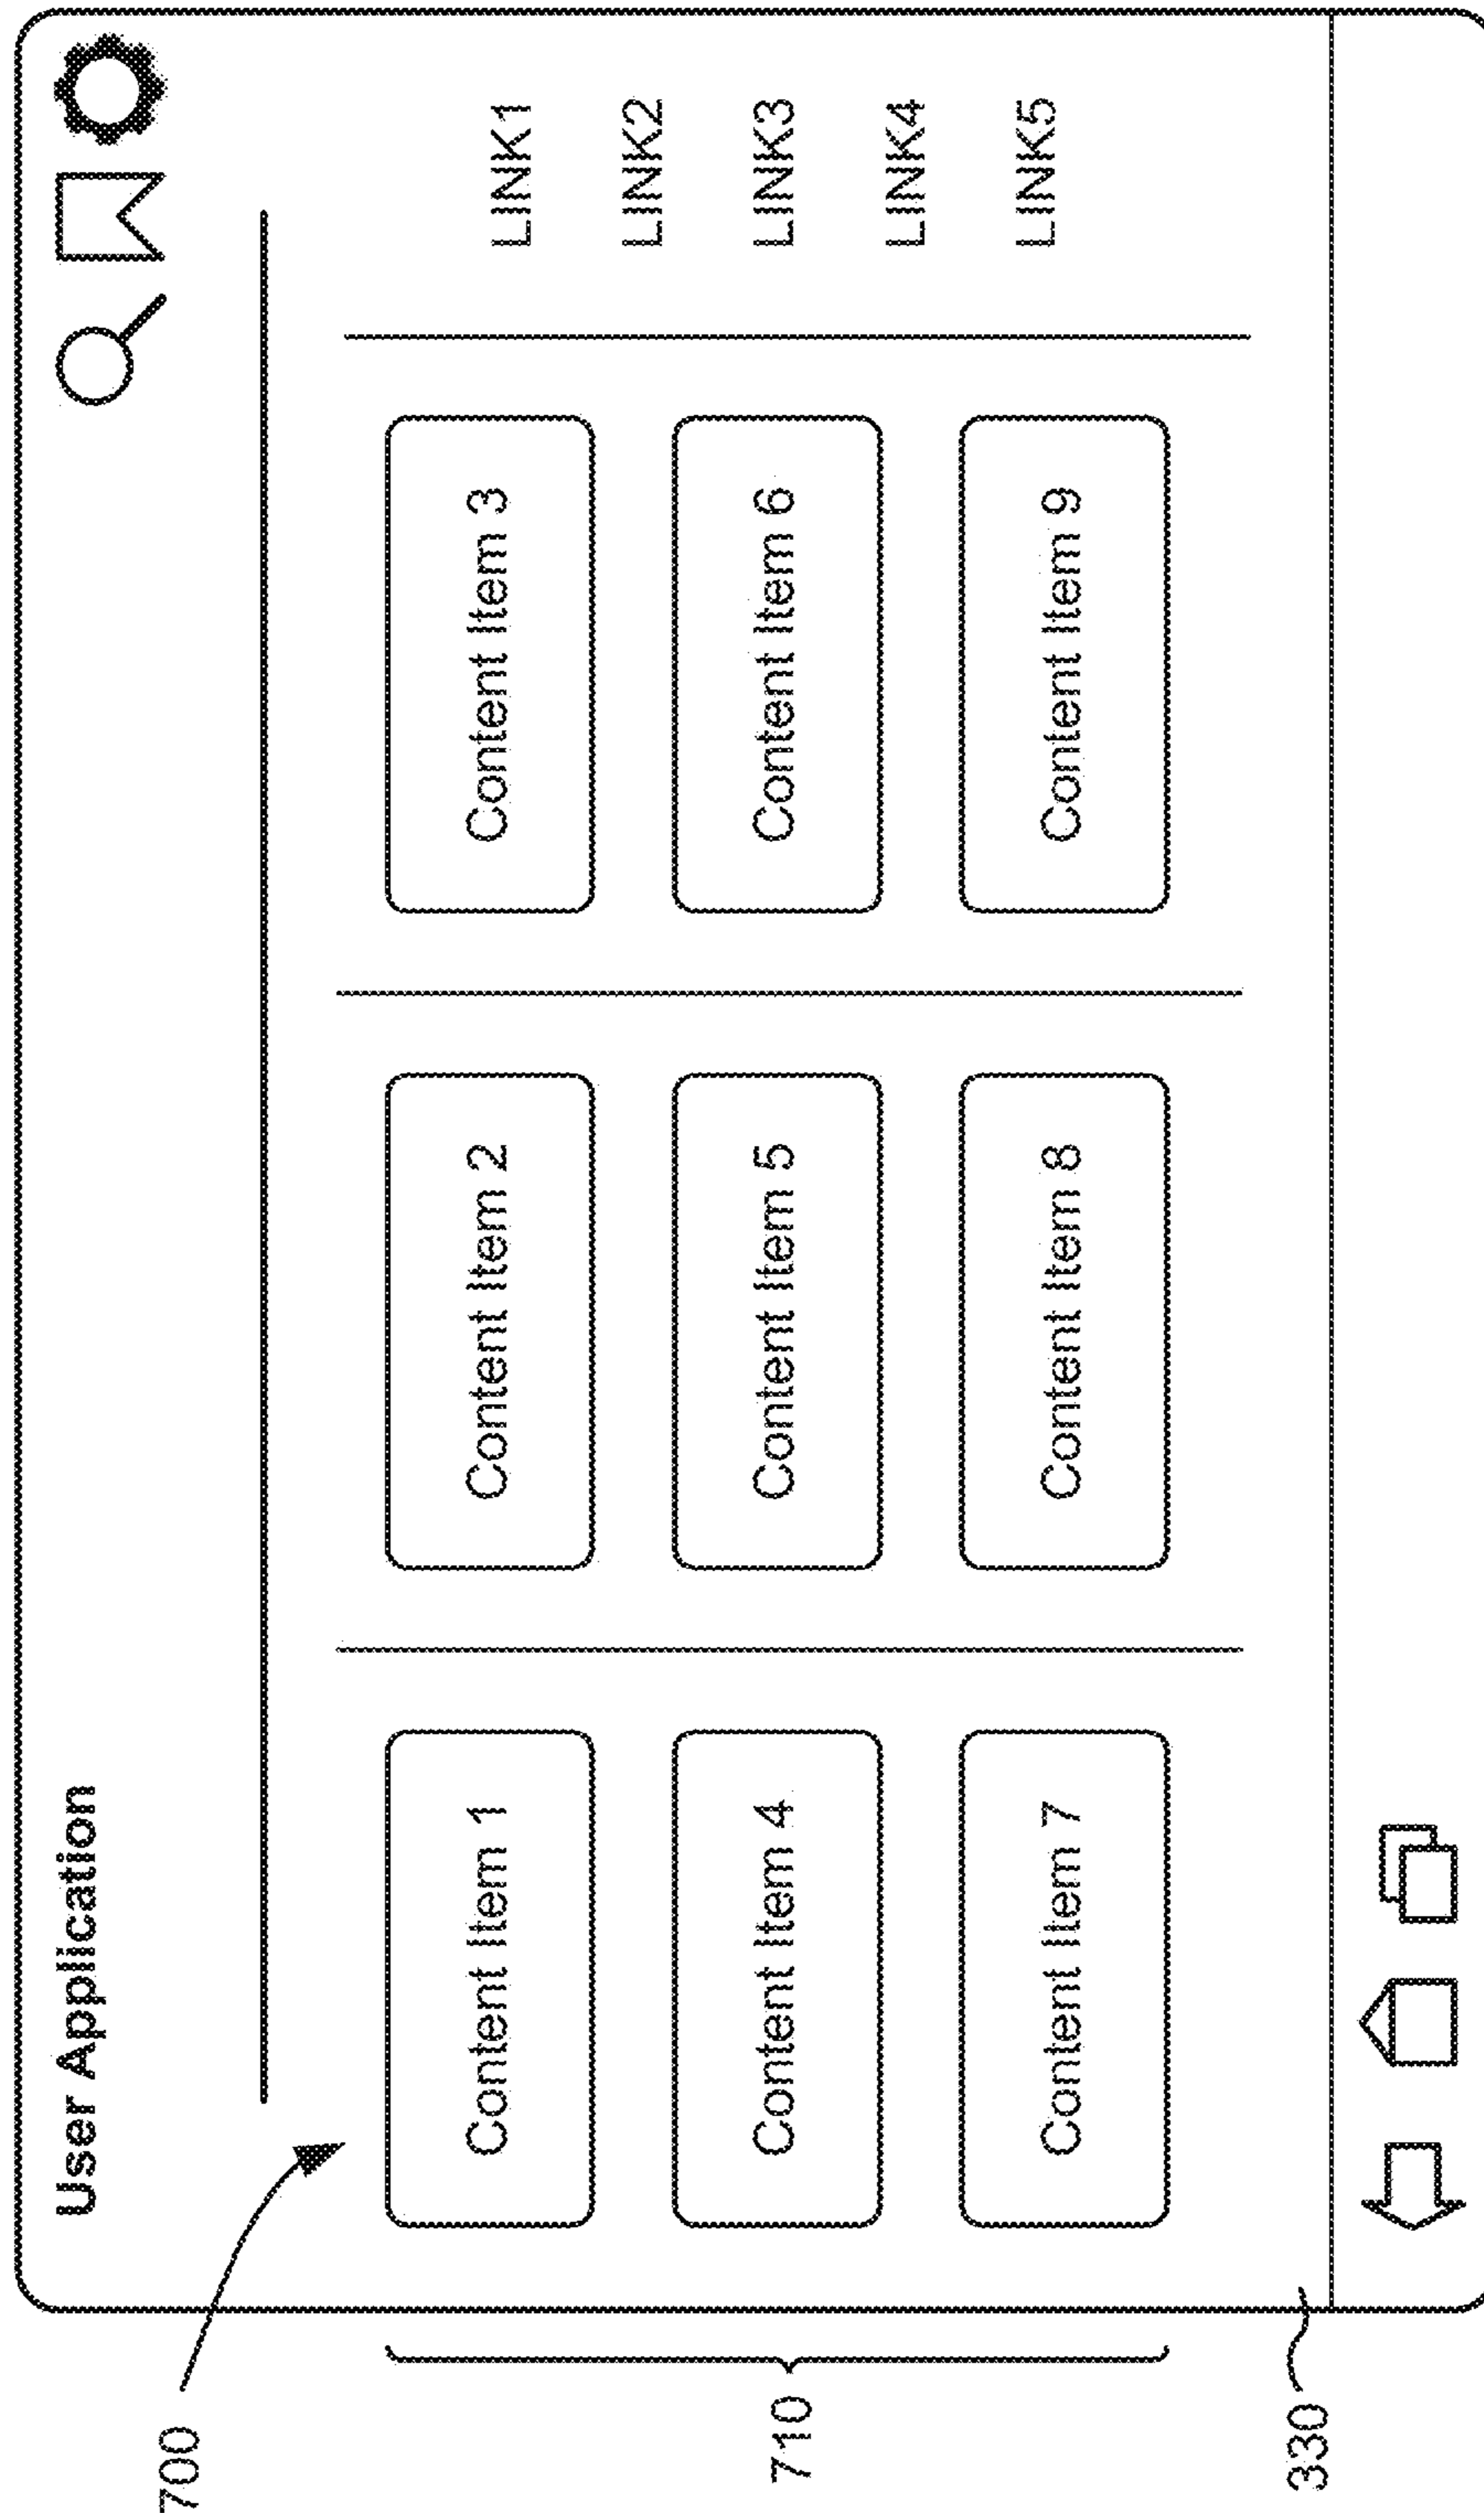 User Application
700
Content Item 1
Content Item 2
Content Item 3
LINK1
LINK2
710
Content Item 4
Content Item 5
Content Item 6
LINK3
LINK4
Content Item 7
Content Item 8
Content Item 9
LINK5
330